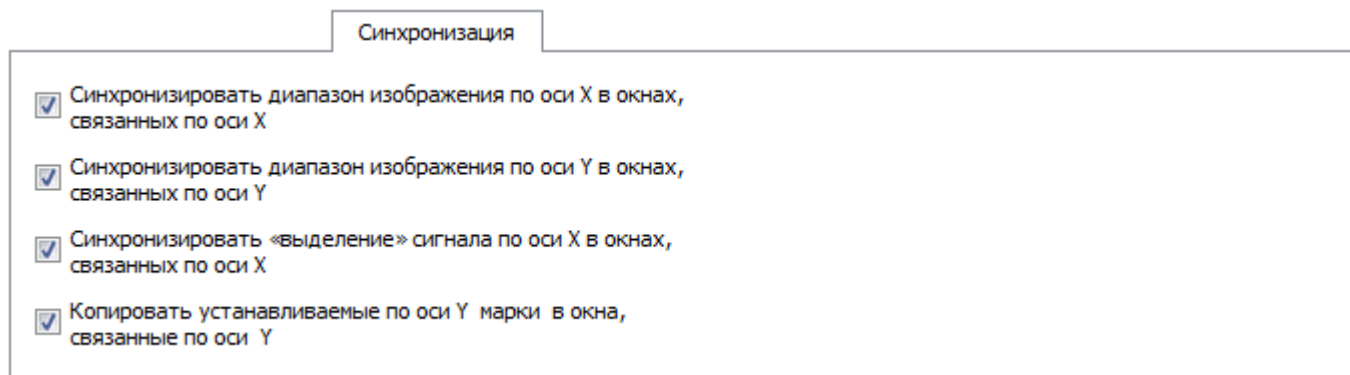 Синхронизация
Синхронизировать диапазон изображения по оси X в окнах,
связанных по оси X
Синхронизировать диапазон изображения по оси Y в окнах,
связанных по оси Y
Синхронизировать «выделение» сигнала по оси X в окнах,
связанных по оси X
Копировать устанавливаемые по оси Y марки в окна,
связанные по оси Y